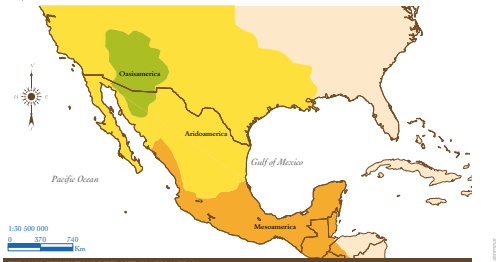 Oasisamerica
Aridoamerica
Gulf of Mexico
Pacific Ocean
Mesoamerica
1:30 500 000
0 370 740
Km